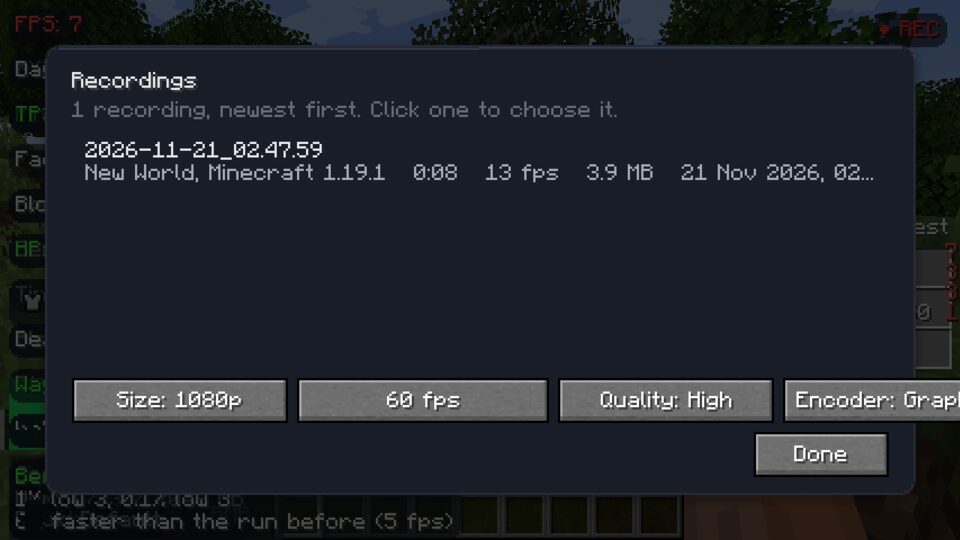 FPS: 7
REC
Recordings
1 recording, newest first. Click one to choose it.
2026-11-21_02.47.59
New World, Minecraft 1.19.1 0:08 13 fps 3.9 MB 21 Nov 2026, 02...
Size: 1080p
60 fps
Quality: High
Encoder: Grap
Done
faster than the run before (5 fps)